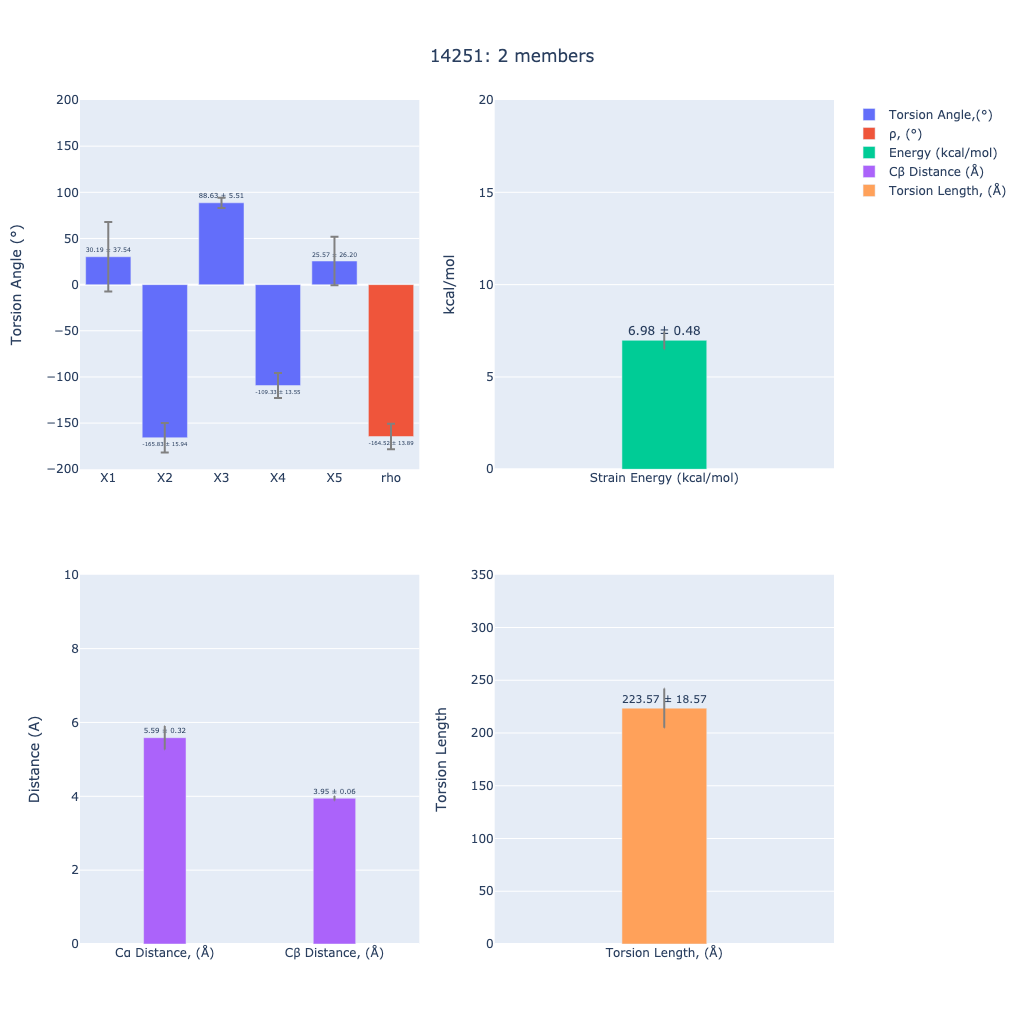 14251: 2 members
200
150
100
50
0
−50
−100
−150
−200
Torsion Angle (°)
30.19 ± 37.54
-165.83 ± 15.94
88.63 ± 5.51
-109.33 ± 13.55
25.57 ± 26.20
-164.52 ± 13.89
X1 X2 X3 X4 X5 rho
20
15
10
5
0
kcal/mol
6.98 ± 0.48
Strain Energy (kcal/mol)
Torsion Angle,(°)
ρ, (°)
Energy (kcal/mol)
Cβ Distance (Å)
Torsion Length, (Å)
10
8
6
4
2
0
Distance (A)
5.59 ± 0.32
3.95 ± 0.06
Cα Distance, (Å) Cβ Distance, (Å)
350
300
250
200
150
100
50
0
Torsion Length
223.57 ± 18.57
Torsion Length, (Å)